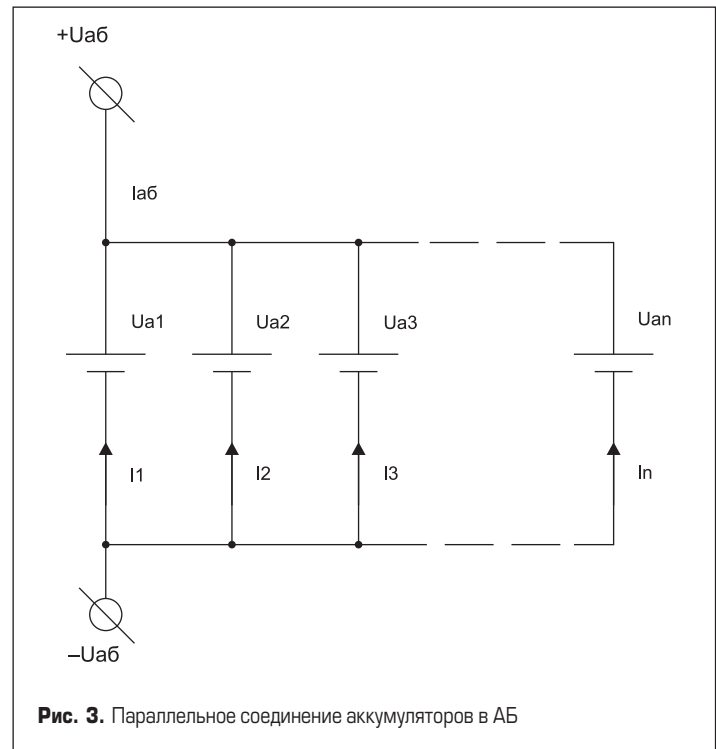 +Uаб
Iаб
Ua1
Ua2
Ua3
Uan
I1
I2
I3
In
–Uаб
Рис. 3. Параллельное соединение аккумуляторов в АБ